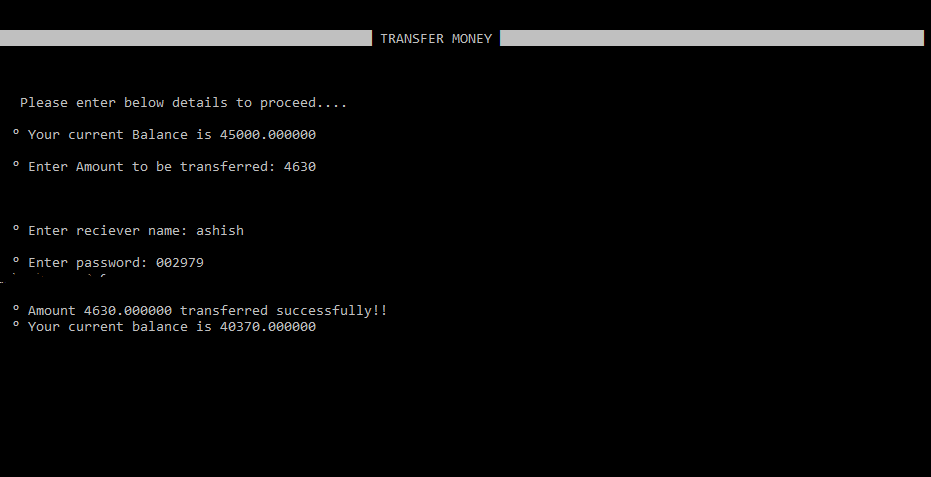 TRANSFER MONEY
Please enter below details to proceed....
º Your current Balance is 45000.000000
º Enter Amount to be transferred: 4630
º Enter reciever name: ashish
º Enter password: 002979
º Amount 4630.000000 transferred successfully!!
º Your current balance is 40370.000000